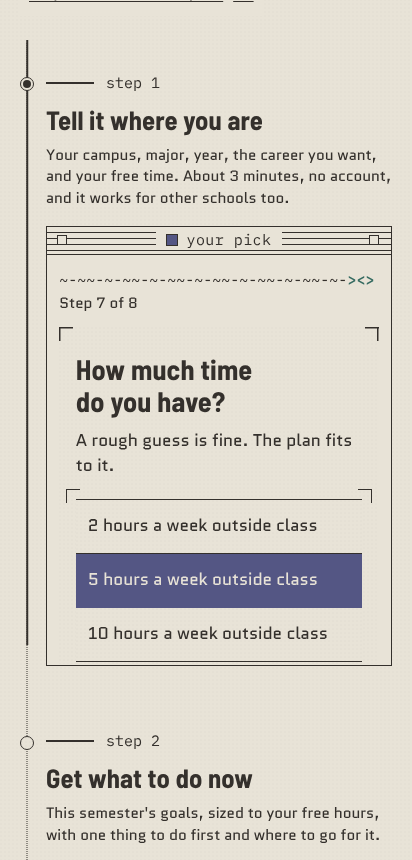 step 1
Tell it where you are
Your campus, major, year, the career you want,
and your free time. About 3 minutes, no account,
and it works for other schools too.
your pick
~-~~-~-~~-~-~~-~-~~-~-~~-~-~~-~-~~-><>
Step 7 of 8
How much time
do you have?
A rough guess is fine. The plan fits
to it.
2 hours a week outside class
5 hours a week outside class
10 hours a week outside class
step 2
Get what to do now
This semester's goals, sized to your free hours,
with one thing to do first and where to go for it.